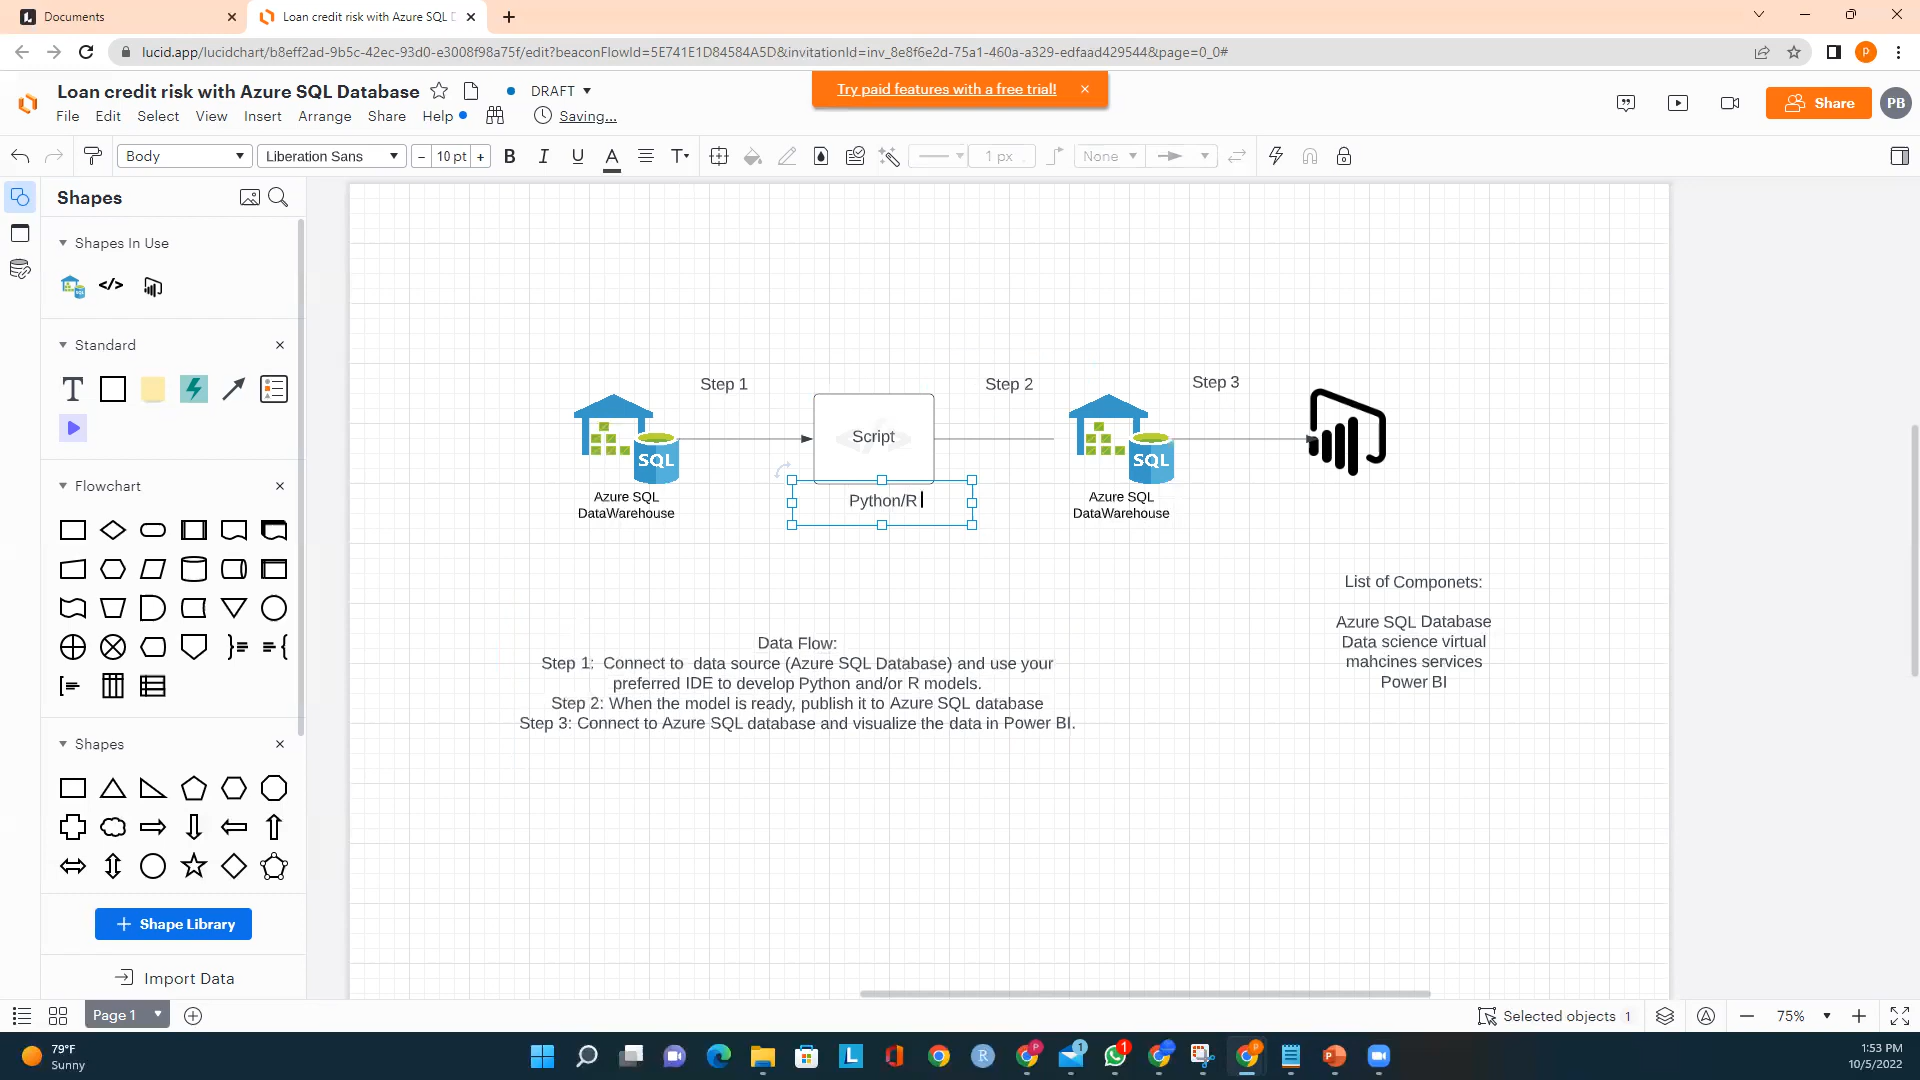 Documents
Loan credit risk with Azure SQL D
lucid.app/lucidchart/b8eff2ad-9b5c-42ec-93d0-e3008f98a75f/edit?beaconFlowId=5E741E1D84584A5D&invitationId=inv_8e8f6e2d-75a1-460a-a329-edfaad429544&page=0_0#
P
Loan credit risk with Azure SQL Database
DRAFT
Try paid features with a free trial!
Share
PB
File Edit Select View Insert Arrange Share Help
Saving...
Body
Liberation Sans
− 10 pt +
B I U A T
1 px
None
Shapes
Shapes In Use
Standard
T
Flowchart
Shapes
+ Shape Library
Import Data
Step 1
Step 2
Step 3
Script
SQL
SQL
Azure SQL
DataWarehouse
Python/R
Azure SQL
DataWarehouse
List of Componets:
Azure SQL Database
Data science virtual
mahcines services
Power BI
Data Flow:
Step 1: Connect to data source (Azure SQL Database) and use your
preferred IDE to develop Python and/or R models.
Step 2: When the model is ready, publish it to Azure SQL database
Step 3: Connect to Azure SQL database and visualize the data in Power BI.
Page 1
Selected objects 1
75%
79°F
Sunny
1:53 PM
10/5/2022